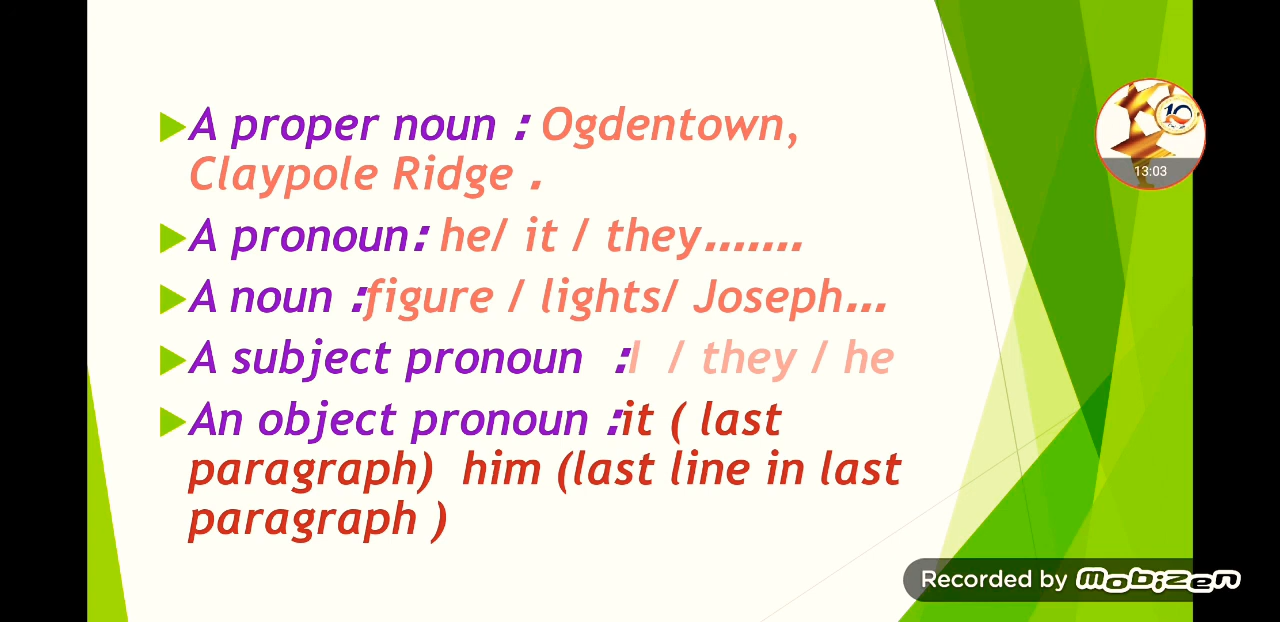 A proper noun : Ogdentown,
Claypole Ridge .
A pronoun: he/ it / they.......
A noun :figure / lights/ Joseph...
A subject pronoun :I / they / he
An object pronoun :it ( last
paragraph) him (last line in last
paragraph )
10
13:03
Recorded by mobizen